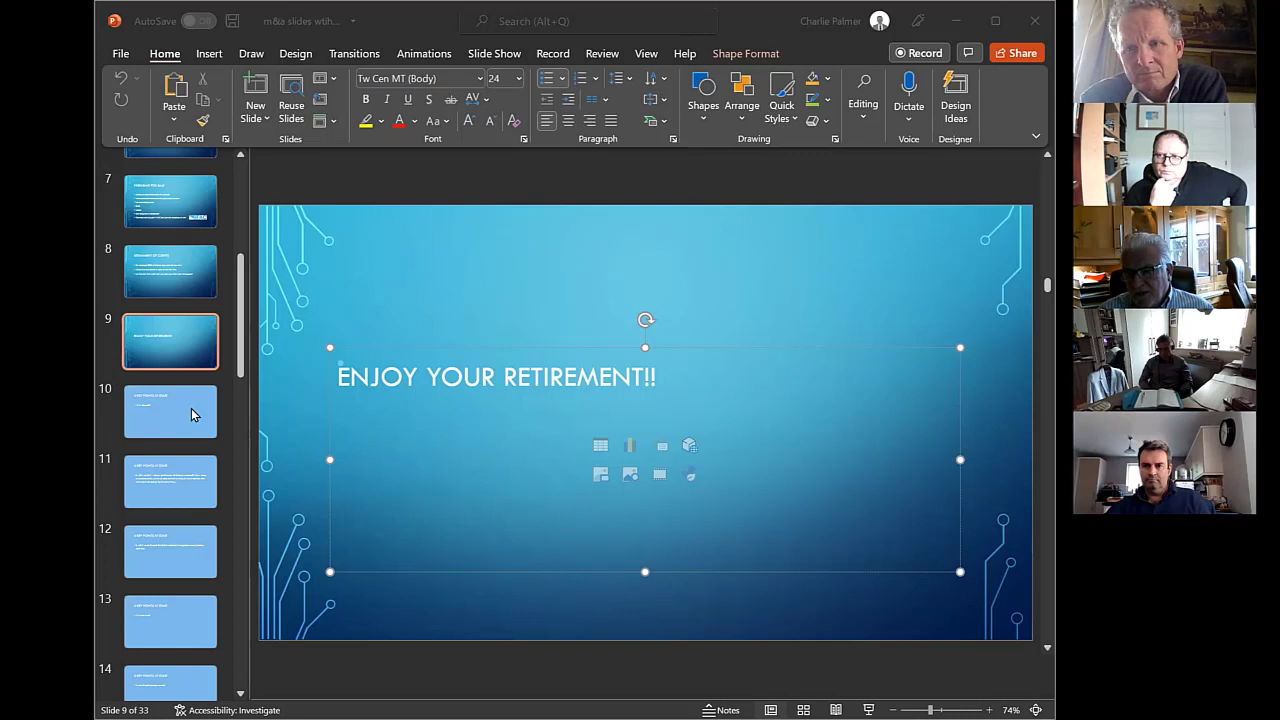 AutoSave Off
m&a slides wtih...
Search (Alt+Q)
Charlie Palmer
File Home Insert Draw Design Transitions Animations Slide Show Record Review View Help Shape Format
Record
Share
Paste
New Slide
Reuse Slides
Tw Cen MT (Body) 24
Shapes
Arrange
Quick Styles
Editing
Dictate
Design Ideas
Undo Clipboard Slides Font Paragraph Drawing Voice Designer
7
8
9
10
11
12
13
14
ENJOY YOUR RETIREMENT!!
Slide 9 of 33
Accessibility: Investigate
Notes
74%